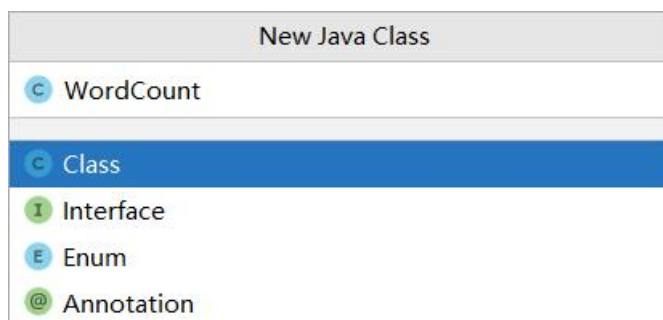 New Java Class
C WordCount
C Class
I Interface
E Enum
@ Annotation